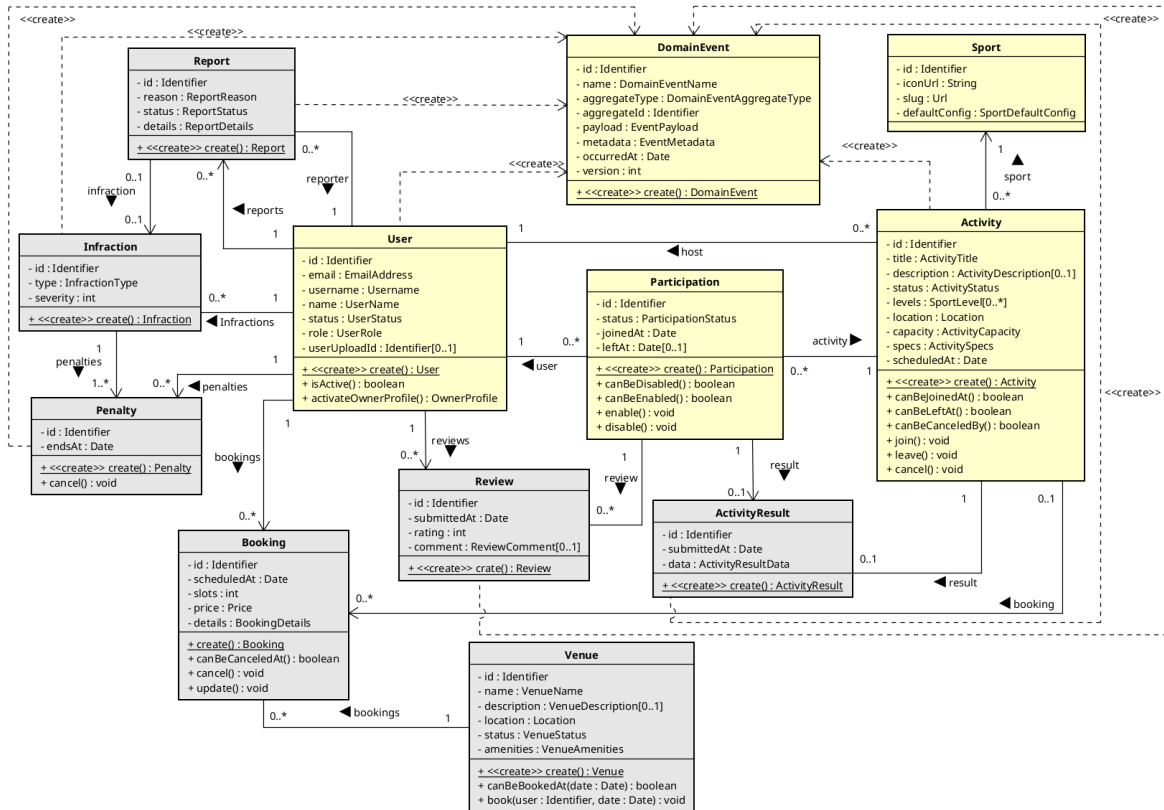 <<create>>
<<create>>
<<create>>
Report
- id : Identifier
- reason : ReportReason
- status : ReportStatus
- details : ReportDetails
+ <<create>> create() : Report
<<create>>
DomainEvent
- id : Identifier
- name : DomainEventName
- aggregateType : DomainEventAggregateType
- aggregateId : Identifier
- payload : EventPayload
- metadata : EventMetadata
- occurredAt : Date
- version : int
+ <<create>> create() : DomainEvent
Sport
- id : Identifier
- iconUrl : String
- slug : Url
- defaultConfig : SportDefaultConfig
<<create>>
<<create>>
1
sport
0..*
0..1
infraction
0..1
0..*
reports
1
0..*
reporter
1
Infraction
- id : Identifier
- type : InfractionType
- severity : int
+ <<create>> create() : Infraction
0..*
1
Infractions
User
- id : Identifier
- email : EmailAddress
- username : Username
- name : UserName
- status : UserStatus
- role : UserRole
- userUploadId : Identifier[0..1]
+ <<create>> create() : User
+ isActive() : boolean
+ activateOwnerProfile() : OwnerProfile
1
0..*
host
Participation
- id : Identifier
- status : ParticipationStatus
- joinedAt : Date
- leftAt : Date[0..1]
+ <<create>> create() : Participation
+ canBeDisabled() : boolean
+ canBeEnabled() : boolean
+ enable() : void
+ disable() : void
1
0..*
user
activity
0..*
1
Activity
- id : Identifier
- title : ActivityTitle
- description : ActivityDescription[0..1]
- status : ActivityStatus
- levels : SportLevel[0..*]
- location : Location
- capacity : ActivityCapacity
- specs : ActivitySpecs
- scheduledAt : Date
+ <<create>> create() : Activity
+ canBeJoinedAt() : boolean
+ canBeLeftAt() : boolean
+ canBeCanceledBy() : boolean
+ join() : void
+ leave() : void
+ cancel() : void
<<create>>
1
penalties
1..*
1
0..*
penalties
Penalty
- id : Identifier
- endsAt : Date
+ <<create>> create() : Penalty
+ cancel() : void
1
bookings
0..*
1
reviews
0..*
Review
- id : Identifier
- submittedAt : Date
- rating : int
- comment : ReviewComment[0..1]
+ <<create>> crate() : Review
1
review
0..*
1
result
0..1
ActivityResult
- id : Identifier
- submittedAt : Date
- data : ActivityResultData
+ <<create>> create() : ActivityResult
1
0..1
result
0..1
booking
0..*
Booking
- id : Identifier
- scheduledAt : Date
- slots : int
- price : Price
- details : BookingDetails
+ create() : Booking
+ canBeCanceledAt() : boolean
+ cancel() : void
+ update() : void
0..*
bookings
1
Venue
- id : Identifier
- name : VenueName
- description : VenueDescription[0..1]
- location : Location
- status : VenueStatus
- amenities : VenueAmenities
+ <<create>> create() : Venue
+ canBeBookedAt(date : Date) : boolean
+ book(user : Identifier, date : Date) : void